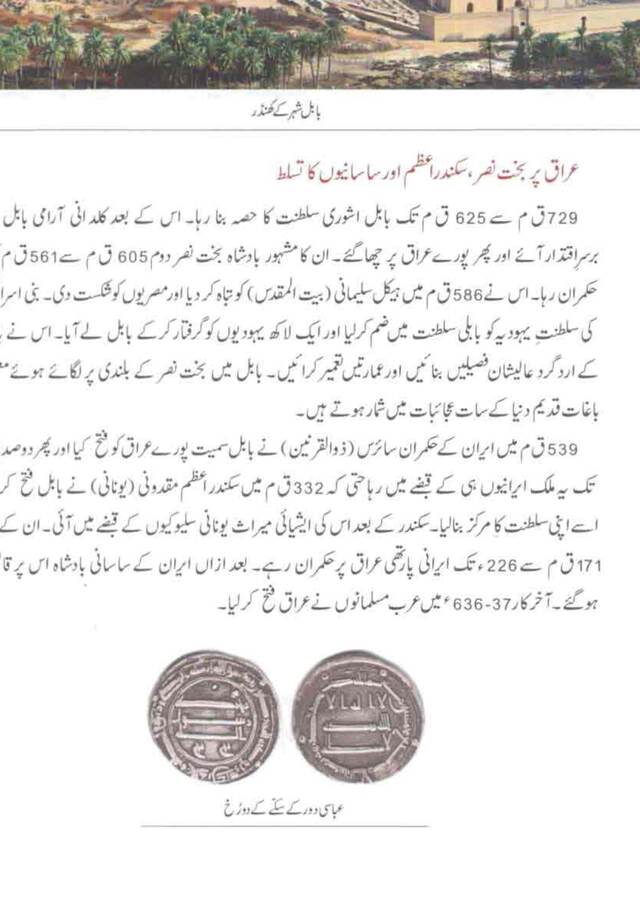 بابل شہر کے کھنڈر
عراق پر بخت نصر، سکندر اعظم اور ساسانیوں کا تسلط
729 ق م سے 625 ق م تک بابل اشوری سلطنت کا حصہ بنا رہا۔ اس کے بعد کلدانی آرامی بابل
برسرِ اقتدار آئے اور پھر پورے عراق پر چھا گئے۔ ان کا مشہور بادشاہ بخت نصر دوم 605 ق م سے 561 ق م
حکمران رہا۔ اس نے 586 ق م میں ہیکل سلیمانی (بیت المقدس) کو تباہ کر دیا اور مصریوں کو شکست دی۔ بنی
کی سلطنتِ یہودیہ کو بابلی سلطنت میں ضم کر لیا اور ایک لاکھ یہودیوں کو گرفتار کر کے بابل لے آیا۔ اس نے
کے اردگرد عالیشان فصیلیں بنائیں اور عمارتیں تعمیر کرائیں۔ بابل میں بخت نصر کے بلندی پر لگائے ہوئے
باغات قدیم دنیا کے سات عجائبات میں شمار ہوتے ہیں۔
539 ق م میں ایران کے حکمران سائرس (ذوالقرنین) نے بابل سمیت پورے عراق کو فتح کیا اور پھر دو صد
تک یہ ملک ایرانیوں ہی کے قبضے میں رہا حتی کہ 332 ق م میں سکندر اعظم مقدونی (یونانی) نے بابل فتح کر
اسے اپنی سلطنت کا مرکز بنا لیا۔ سکندر کے بعد اس کی ایشیائی میراث یونانی سلیوکیوں کے قبضے میں آئی۔ ان کے
171 ق م سے 226ء تک ایرانی پارتھی عراق پر حکمران رہے۔ بعد ازاں ایران کے ساسانی بادشاہ اس پر
ہو گئے۔ آخر کار 37-636ء میں عرب مسلمانوں نے عراق فتح کر لیا۔
عباسی دور کے سکے کے دو رُخ